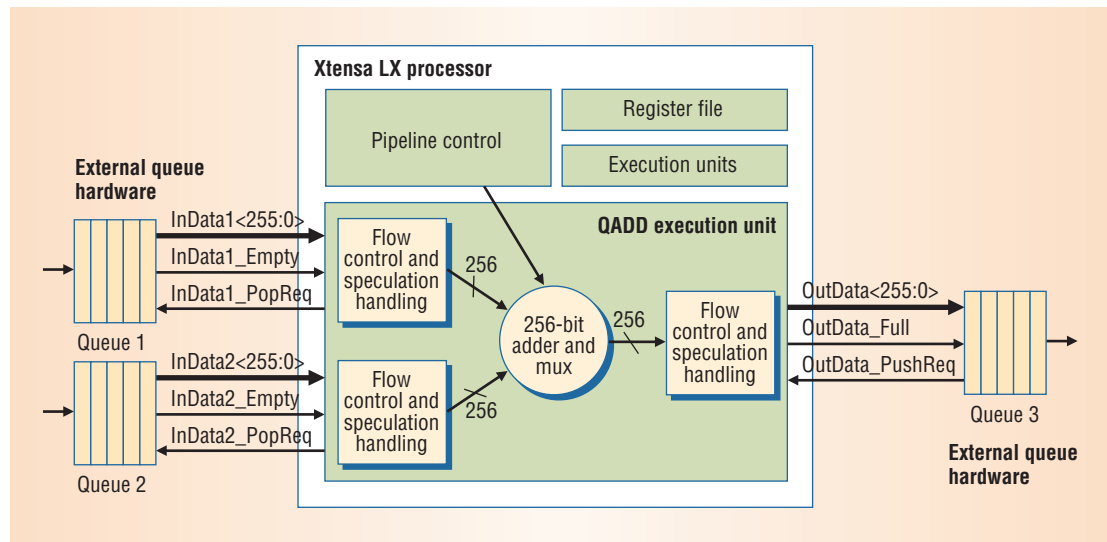 Xtensa LX processor
Pipeline control
Register file
Execution units
External queue
hardware
InData1<255:0>
InData1_Empty
InData1_PopReq
Queue 1
InData2<255:0>
InData2_Empty
InData2_PopReq
Queue 2
QADD execution unit
Flow
control and
speculation
handling
256
Flow
control and
speculation
handling
256
256-bit
adder and
mux
256
Flow
control and
speculation
handling
OutData<255:0>
OutData_Full
OutData_PushReq
Queue 3
External queue
hardware